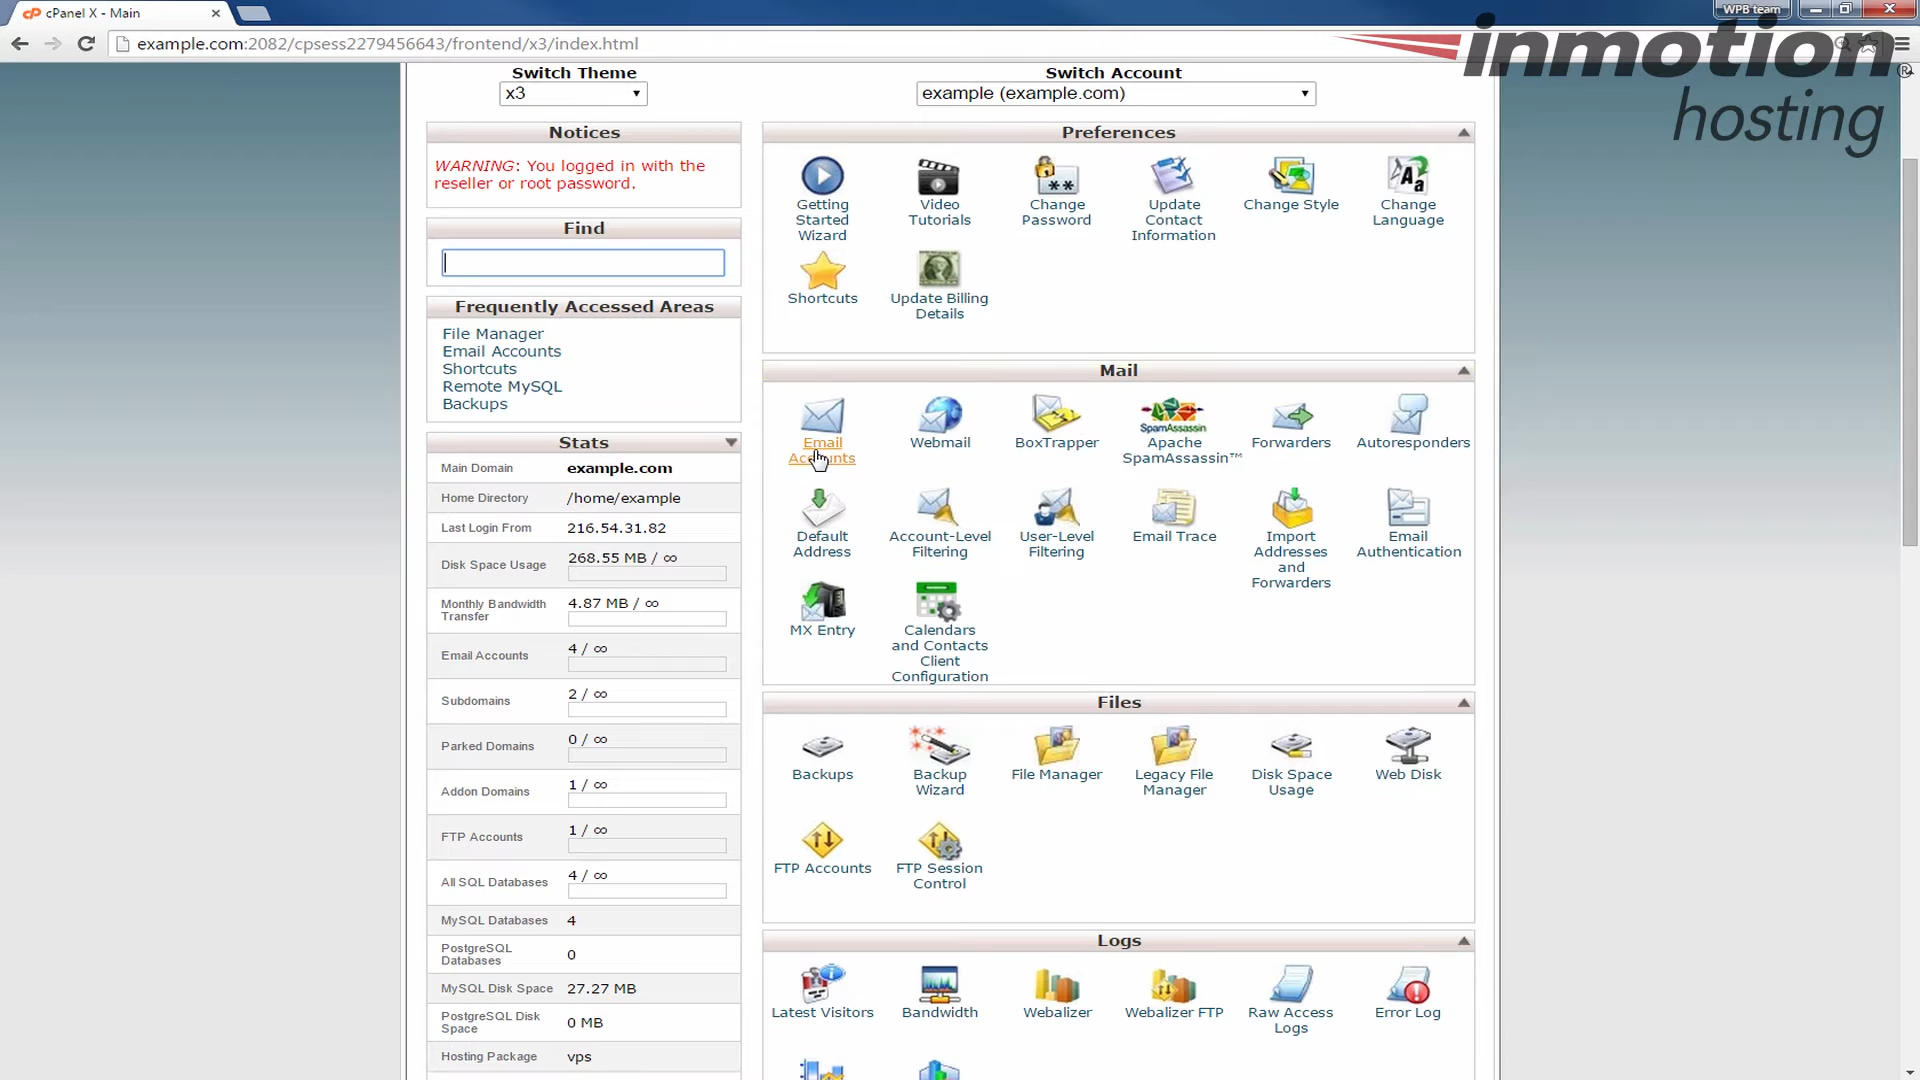 cPanel X - Main
WPB team
example.com:2082/cpsess2279456643/frontend/x3/index.html
inmotion
hosting
®
Switch Theme
x3
Switch Account
example (example.com)
Notices
WARNING: You logged in with the
reseller or root password.
Find
Frequently Accessed Areas
File Manager
Email Accounts
Shortcuts
Remote MySQL
Backups
Stats
Main Domain example.com
Home Directory /home/example
Last Login From 216.54.31.82
Disk Space Usage 268.55 MB / ∞
Monthly Bandwidth
Transfer
4.87 MB / ∞
Email Accounts 4 / ∞
Subdomains 2 / ∞
Parked Domains 0 / ∞
Addon Domains 1 / ∞
FTP Accounts 1 / ∞
All SQL Databases 4 / ∞
MySQL Databases 4
PostgreSQL
Databases
0
MySQL Disk Space 27.27 MB
PostgreSQL Disk
Space
0 MB
Hosting Package vps
Preferences
Getting
Started
Wizard
Video
Tutorials
Change
Password
**
Update
Contact
Information
Change Style
Aa
Change
Language
Shortcuts
Update Billing
Details
Mail
Email
Accounts
Webmail
BoxTrapper
SpamAssassin
Apache
SpamAssassin™
Forwarders
Autoresponders
Default
Address
Account-Level
Filtering
User-Level
Filtering
Email Trace
Import
Addresses
and
Forwarders
Email
Authentication
MX Entry
Calendars
and Contacts
Client
Configuration
Files
Backups
Backup
Wizard
File Manager
Legacy File
Manager
Disk Space
Usage
Web Disk
FTP Accounts
FTP Session
Control
Logs
Latest Visitors
Bandwidth
Webalizer
Webalizer FTP
Raw Access
Logs
Error Log